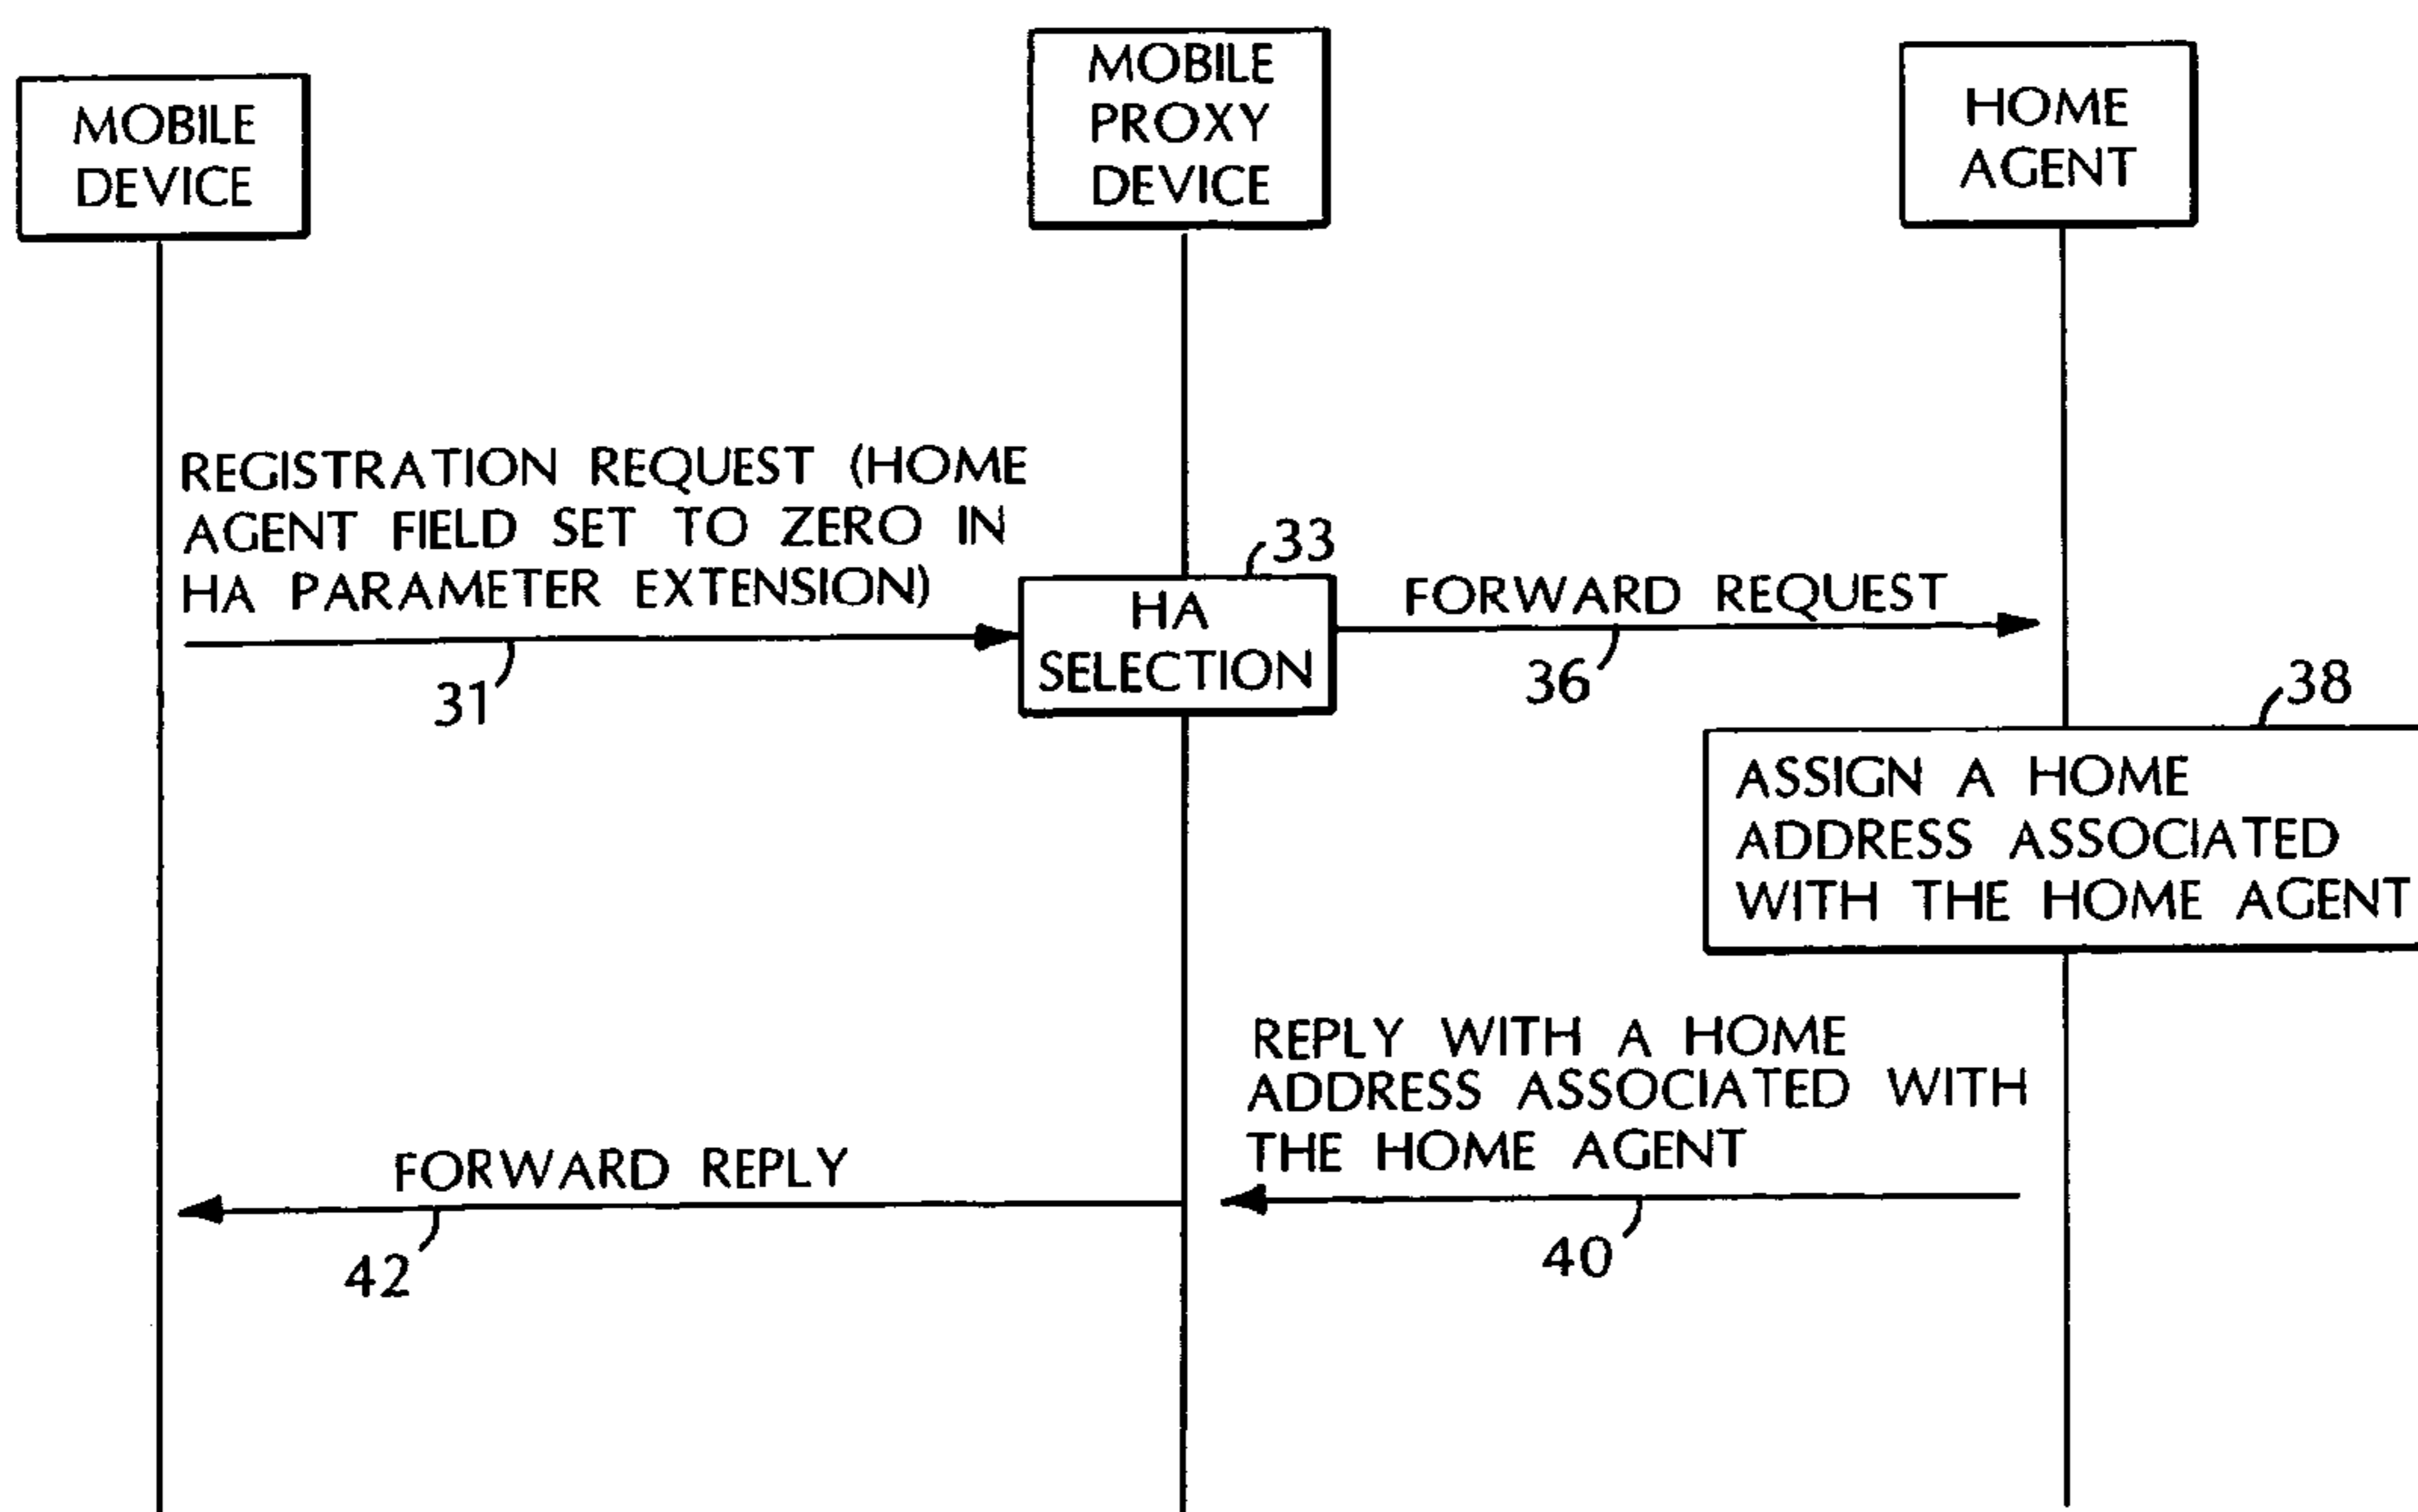 MOBILE
DEVICE
MOBILE
PROXY
DEVICE
HOME
AGENT
REGISTRATION REQUEST (HOME
AGENT FIELD SET TO ZERO IN
HA PARAMETER EXTENSION)
31
33
HA
SELECTION
FORWARD REQUEST
36
38
ASSIGN A HOME
ADDRESS ASSOCIATED
WITH THE HOME AGENT
REPLY WITH A HOME
ADDRESS ASSOCIATED WITH
THE HOME AGENT
40
FORWARD REPLY
42